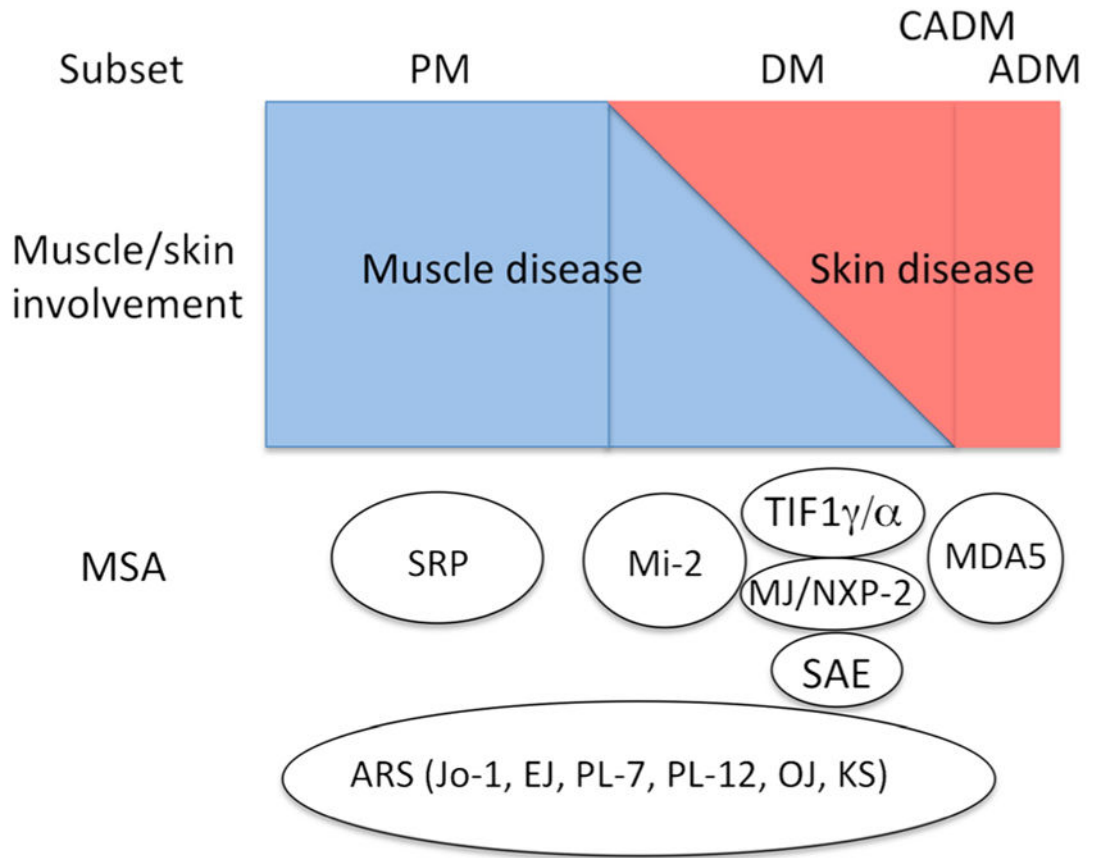 CADM
Subset PM DM ADM
Muscle/skin
involvement
Muscle disease Skin disease
TIF1γ/α
MSA SRP Mi-2 MDA5
MJ/NXP-2
SAE
ARS (Jo-1, EJ, PL-7, PL-12, OJ, KS)